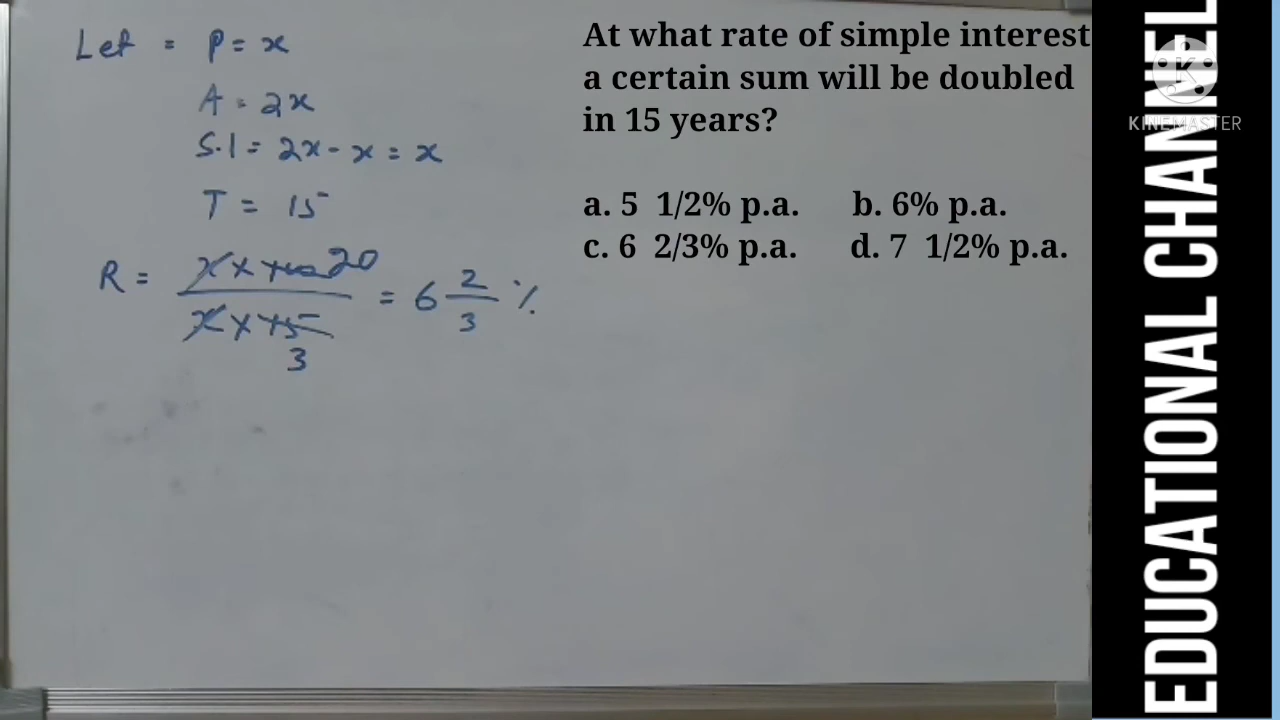 Let = P = x
A = 2x
S.I = 2x - x = x
T = 15
R = x × 100 20
x × 15
3
= 6 2/3 %
At what rate of simple interest
a certain sum will be doubled
in 15 years?
a. 5 1/2% p.a. b. 6% p.a.
c. 6 2/3% p.a. d. 7 1/2% p.a.
EDUCATIONAL CHANNEL
K
KINEMASTER